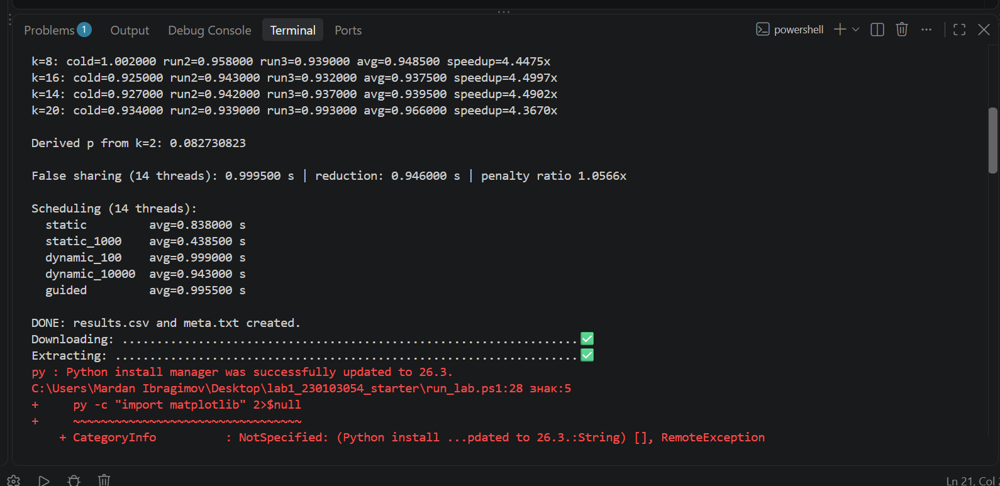 Problems 1 Output Debug Console Terminal Ports powershell
k=8: cold=1.002000 run2=0.958000 run3=0.939000 avg=0.948500 speedup=4.4475x
k=16: cold=0.925000 run2=0.943000 run3=0.932000 avg=0.937500 speedup=4.4997x
k=14: cold=0.927000 run2=0.942000 run3=0.937000 avg=0.939500 speedup=4.4902x
k=20: cold=0.934000 run2=0.939000 run3=0.993000 avg=0.966000 speedup=4.3670x
Derived p from k=2: 0.082730823
False sharing (14 threads): 0.999500 s | reduction: 0.946000 s | penalty ratio 1.0566x
Scheduling (14 threads):
static avg=0.838000 s
static_1000 avg=0.438500 s
dynamic_100 avg=0.999000 s
dynamic_10000 avg=0.943000 s
guided avg=0.995500 s
DONE: results.csv and meta.txt created.
Downloading: ..................................................................✅
Extracting: ...................................................................✅
py : Python install manager was successfully updated to 26.3.
C:\Users\Mardan Ibragimov\Desktop\lab1_230103054_starter\run_lab.ps1:28 знак:5
+ py -c "import matplotlib" 2>$null
+ ~~~~~~~~~~~~~~~~~~~~~~~~~~~~~~~~~
+ CategoryInfo : NotSpecified: (Python install ...pdated to 26.3.:String) [], RemoteException
Ln 21, Col